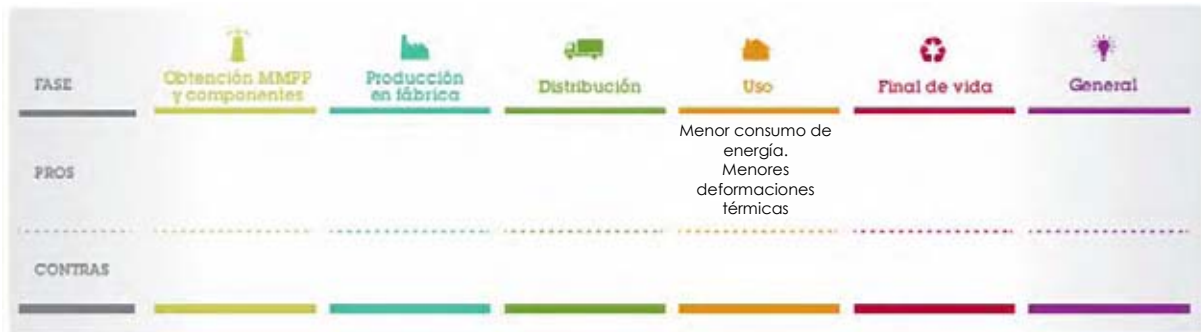 FASE
Obtención MMPP
y componentes
Producción
en fábrica
Distribución
Uso
Final de vida
General
PROS
Menor consumo de
energía.
Menores
deformaciones
térmicas
CONTRAS